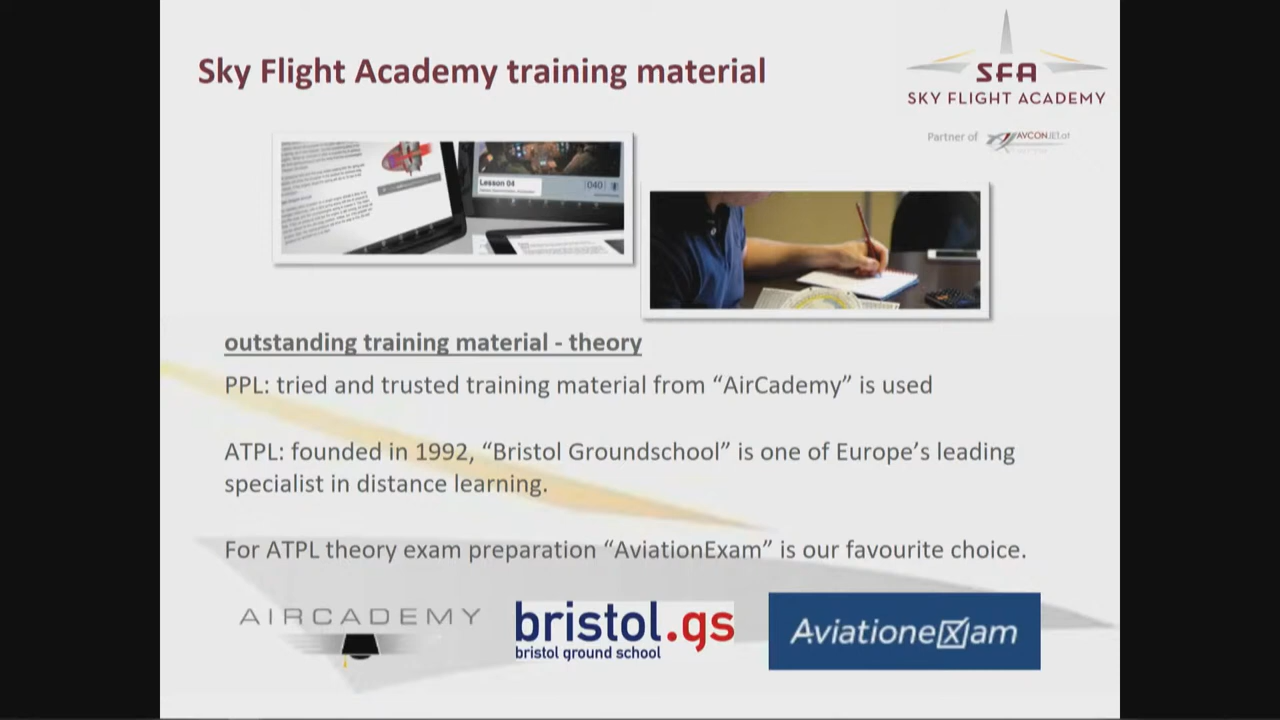 Sky Flight Academy training material
SFA
SKY FLIGHT ACADEMY
Partner of AVCONJET.at
Lesson 04
040
outstanding training material - theory
PPL: tried and trusted training material from “AirCademy” is used
ATPL: founded in 1992, “Bristol Groundschool” is one of Europe’s leading
specialist in distance learning.
For ATPL theory exam preparation “AviationExam” is our favourite choice.
AIRCADEMY
bristol.gs
bristol ground school
AviationeXam